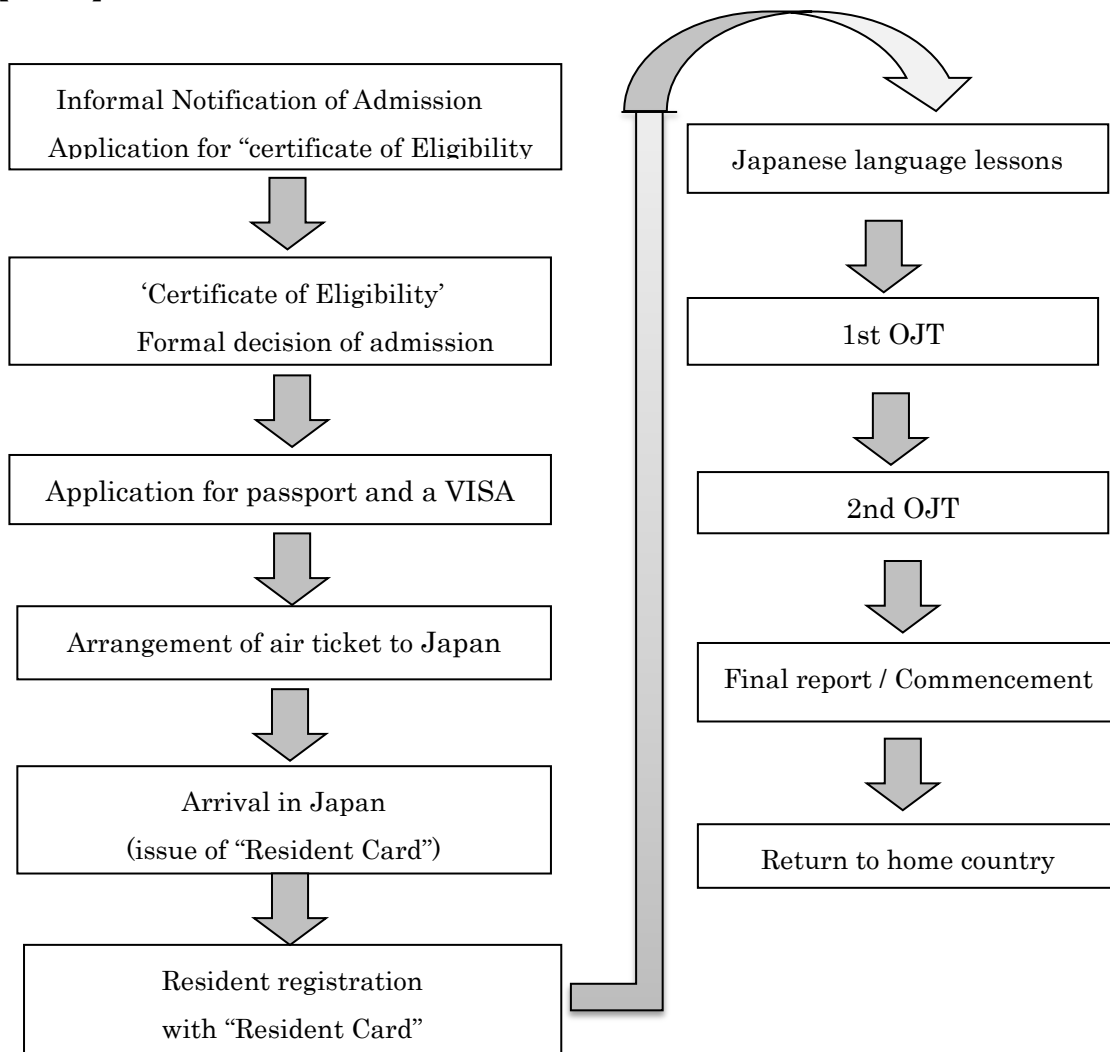 Informal Notification of Admission
Application for “certificate of Eligibility
‘Certificate of Eligibility’
Formal decision of admission
Application for passport and a VISA
Arrangement of air ticket to Japan
Arrival in Japan
(issue of “Resident Card”)
Resident registration
with “Resident Card”
Japanese language lessons
1st OJT
2nd OJT
Final report / Commencement
Return to home country